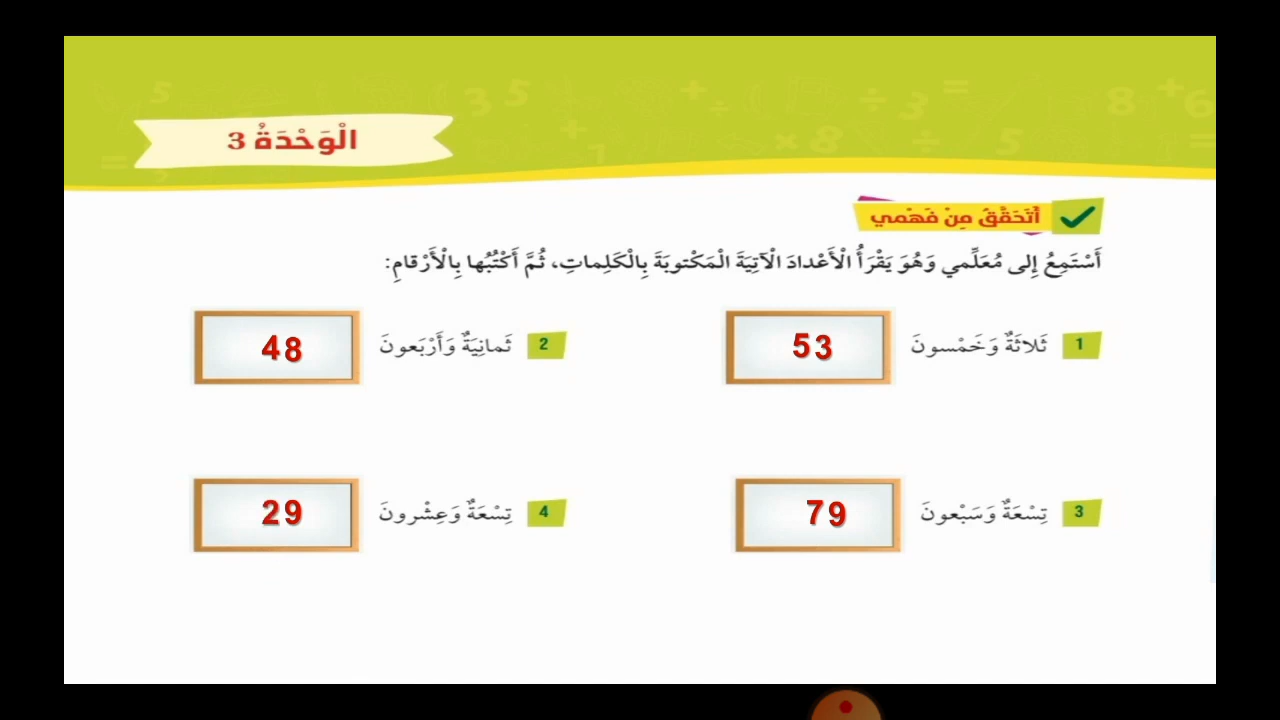 الْوَحْدَةُ 3
أَتَحَقَّقُ مِنْ فَهْمي
أَسْتَمِعُ إِلى مُعَلِّمي وَهُوَ يَقْرَأُ الْأَعْدادَ الْآتِيَةَ الْمَكْتوبَةَ بِالْكَلِماتِ، ثُمَّ أَكْتُبُها بِالْأَرْقامِ:
1 ثَلاثَةٌ وَخَمْسونَ 53
2 ثَمانِيَةٌ وَأَرْبَعونَ 48
3 تِسْعَةٌ وَسَبْعونَ 79
4 تِسْعَةٌ وَعِشْرونَ 29